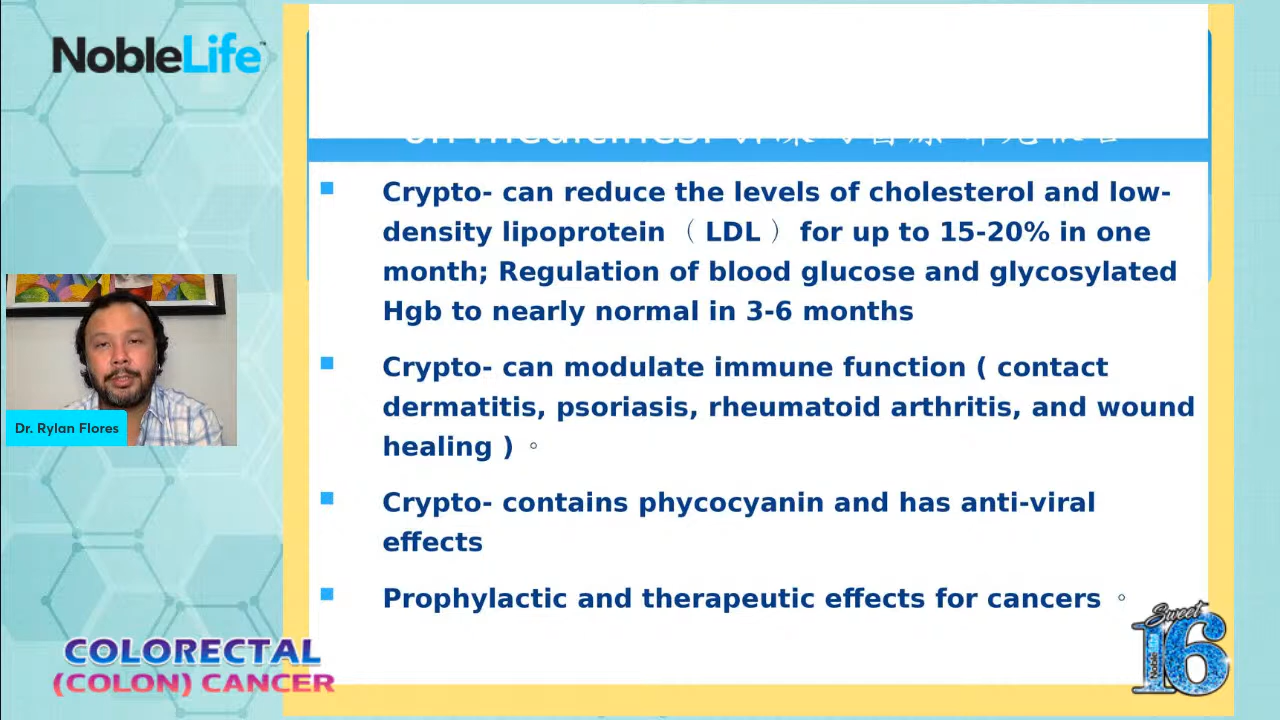 NobleLife™
on medicines.
Crypto- can reduce the levels of cholesterol and low-
density lipoprotein （ LDL ） for up to 15-20% in one
month; Regulation of blood glucose and glycosylated
Hgb to nearly normal in 3-6 months
Crypto- can modulate immune function ( contact
dermatitis, psoriasis, rheumatoid arthritis, and wound
healing ) 。
Crypto- contains phycocyanin and has anti-viral
effects
Prophylactic and therapeutic effects for cancers 。
Dr. Rylan Flores
COLORECTAL
(COLON) CANCER
Sweet
16
NobleLife